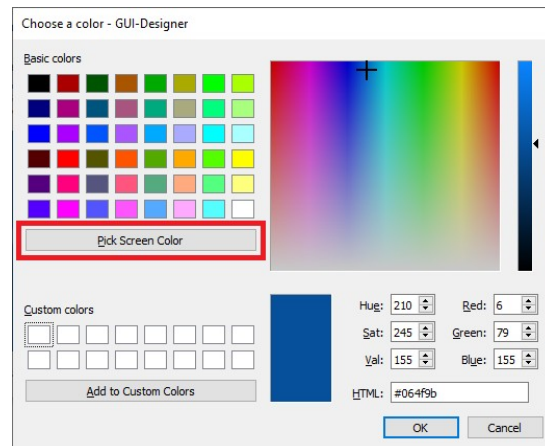 Choose a color - GUI-Designer
Basic colors
Pick Screen Color
Custom colors
Add to Custom Colors
Hue: 210 Red: 6
Sat: 245 Green: 79
Val: 155 Blue: 155
HTML: #064f9b
OK Cancel